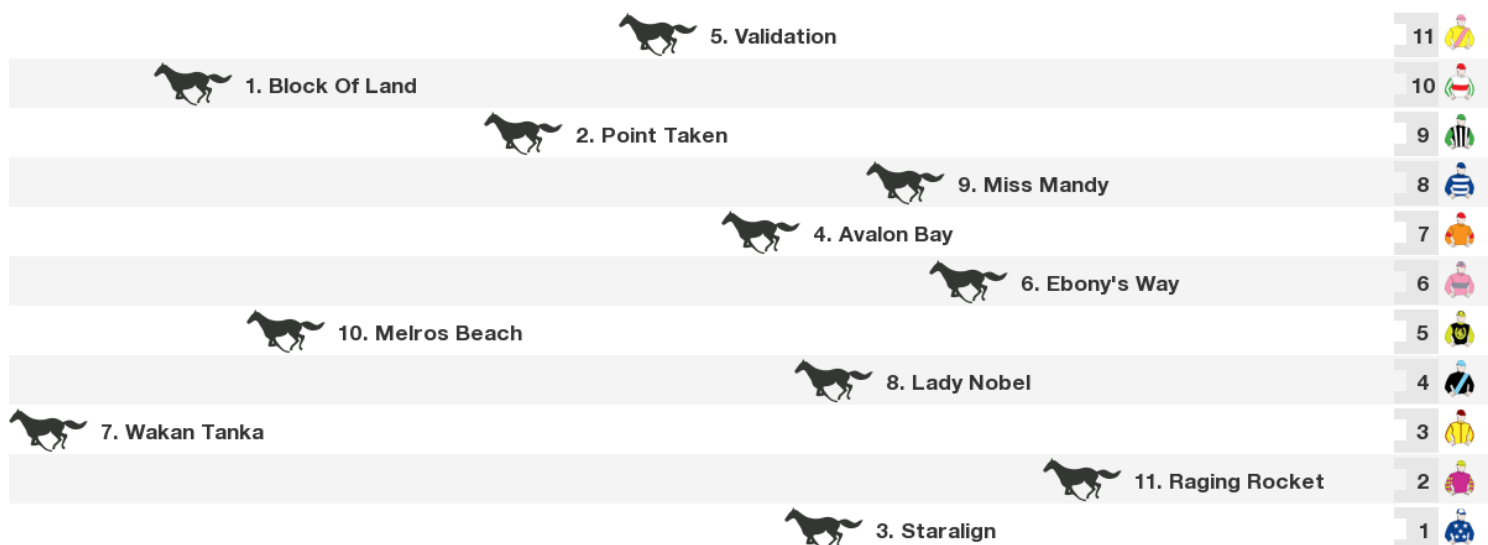 5. Validation 11
1. Block Of Land 10
2. Point Taken 9
9. Miss Mandy 8
4. Avalon Bay 7
6. Ebony's Way 6
10. Melros Beach 5
8. Lady Nobel 4
7. Wakan Tanka 3
11. Raging Rocket 2
3. Staralign 1